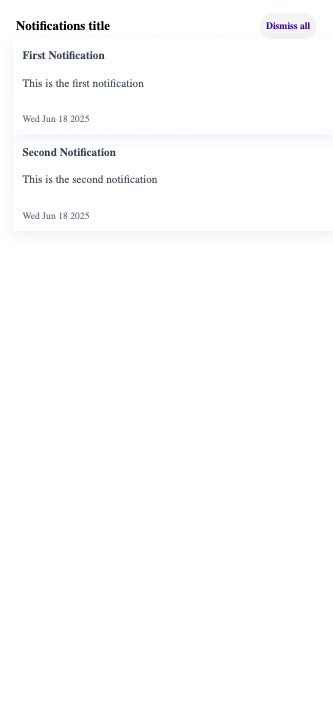 Notifications title
Dismiss all
First Notification
This is the first notification
Wed Jun 18 2025
Second Notification
This is the second notification
Wed Jun 18 2025